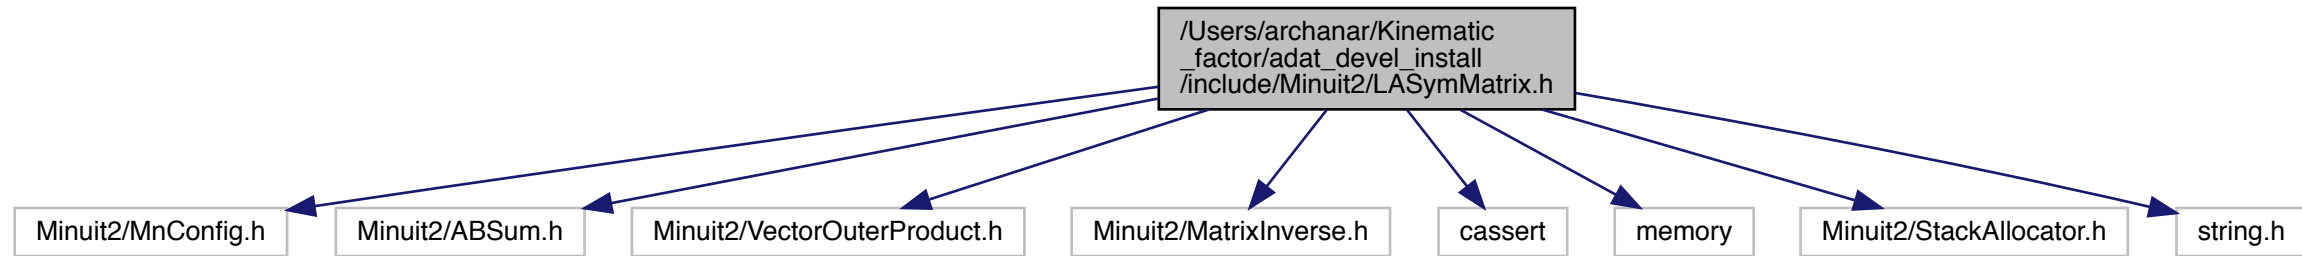 /Users/archanar/Kinematic
_factor/adat_devel_install
/include/Minuit2/LASymMatrix.h
Minuit2/MnConfig.h
Minuit2/ABSum.h
Minuit2/VectorOuterProduct.h
Minuit2/MatrixInverse.h
cassert
memory
Minuit2/StackAllocator.h
string.h